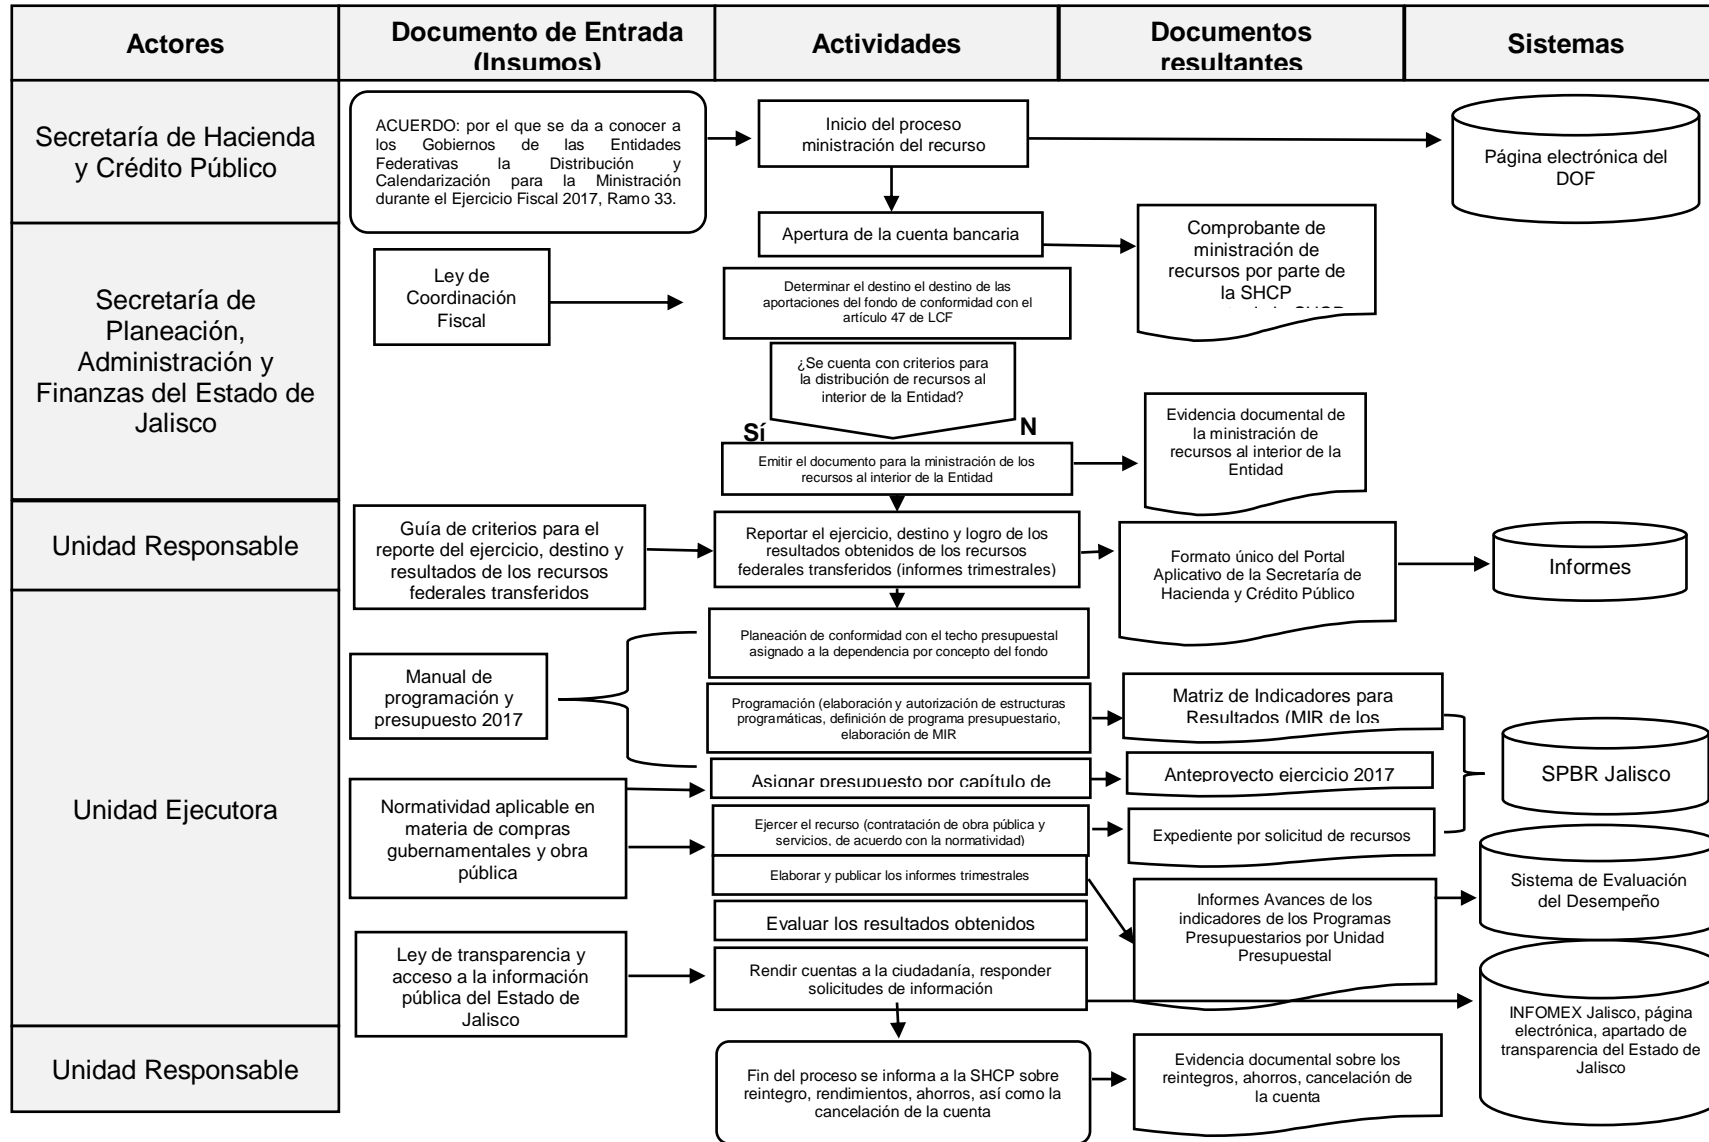 Actores
Documento de Entrada
(Insumos)
Actividades
Documentos
resultantes
Sistemas
Secretaría de Hacienda
y Crédito Público
ACUERDO: por el que se da a conocer a
los Gobiernos de las Entidades
Federativas la Distribución y
Calendarización para la Ministración
durante el Ejercicio Fiscal 2017, Ramo 33.
Inicio del proceso
ministración del recurso
Página electrónica del
DOF
Secretaría de
Planeación,
Administración y
Finanzas del Estado de
Jalisco
Ley de
Coordinación
Fiscal
Apertura de la cuenta bancaria
Comprobante de
ministración de
recursos por parte de
la SHCP
Determinar el destino el destino de las
aportaciones del fondo de conformidad con el
artículo 47 de LCF
¿Se cuenta con criterios para
la distribución de recursos al
interior de la Entidad?
Sí
N
Emitir el documento para la ministración de los
recursos al interior de la Entidad
Evidencia documental de
la ministración de
recursos al interior de la
Entidad
Unidad Responsable
Guía de criterios para el
reporte del ejercicio, destino y
resultados de los recursos
federales transferidos
Reportar el ejercicio, destino y logro de los
resultados obtenidos de los recursos
federales transferidos (informes trimestrales)
Formato único del Portal
Aplicativo de la Secretaría de
Hacienda y Crédito Público
Informes
Unidad Ejecutora
Manual de
programación y
presupuesto 2017
Planeación de conformidad con el techo presupuestal
asignado a la dependencia por concepto del fondo
Programación (elaboración y autorización de estructuras
programáticas, definición de programa presupuestario,
elaboración de MIR
Matriz de Indicadores para
Resultados (MIR de los
Asignar presupuesto por capítulo de
Anteproyecto ejercicio 2017
SPBR Jalisco
Normatividad aplicable en
materia de compras
gubernamentales y obra
pública
Ejercer el recurso (contratación de obra pública y
servicios, de acuerdo con la normatividad)
Expediente por solicitud de recursos
Elaborar y publicar los informes trimestrales
Informes Avances de los
indicadores de los Programas
Presupuestarios por Unidad
Presupuestal
Sistema de Evaluación
del Desempeño
Evaluar los resultados obtenidos
Ley de transparencia y
acceso a la información
pública del Estado de
Jalisco
Rendir cuentas a la ciudadanía, responder
solicitudes de información
INFOMEX Jalisco, página
electrónica, apartado de
transparencia del Estado de
Jalisco
Unidad Responsable
Fin del proceso se informa a la SHCP sobre
reintegro, rendimientos, ahorros, así como la
cancelación de la cuenta
Evidencia documental sobre los
reintegros, ahorros, cancelación de
la cuenta